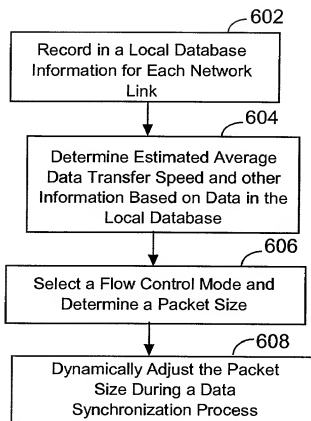 602
Record in a Local Database
Information for Each Network
Link
604
Determine Estimated Average
Data Transfer Speed and other
Information Based on Data in the
Local Database
606
Select a Flow Control Mode and
Determine a Packet Size
608
Dynamically Adjust the Packet
Size During a Data
Synchronization Process